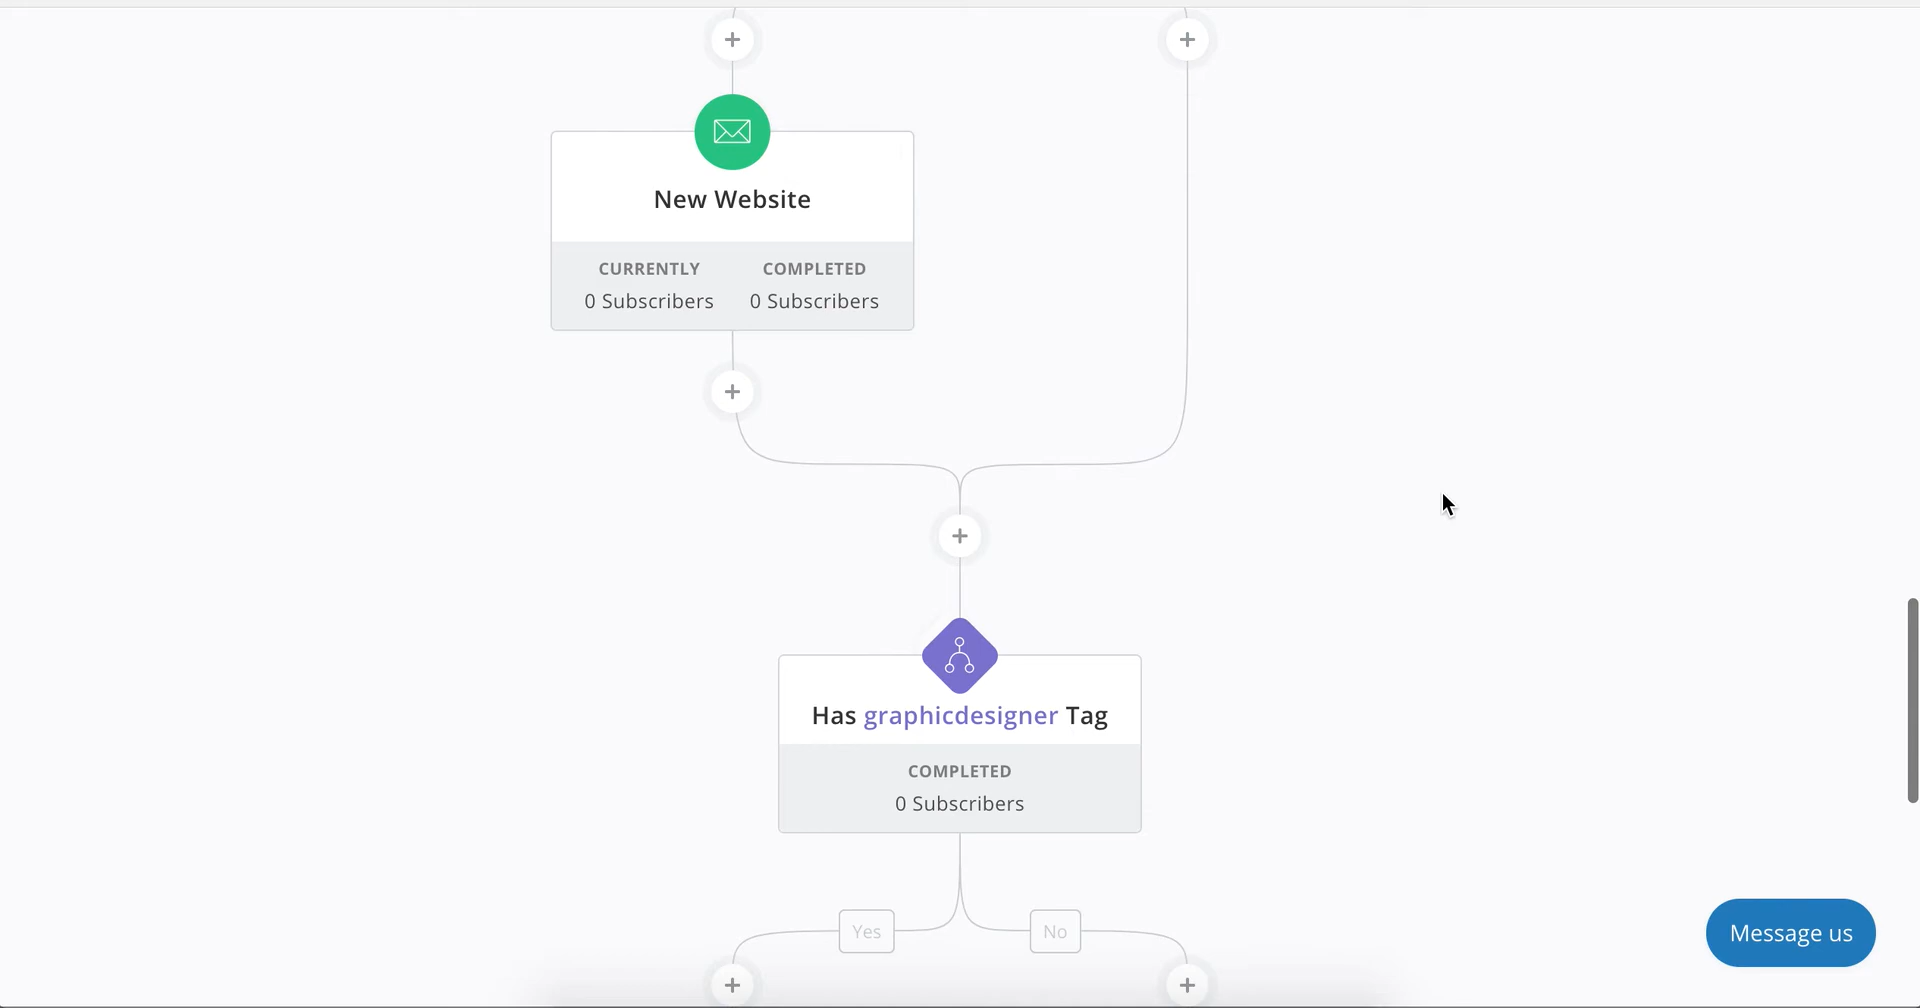 New Website
CURRENTLY COMPLETED
0 Subscribers 0 Subscribers
Has graphicdesigner Tag
COMPLETED
0 Subscribers
Yes No
Message us